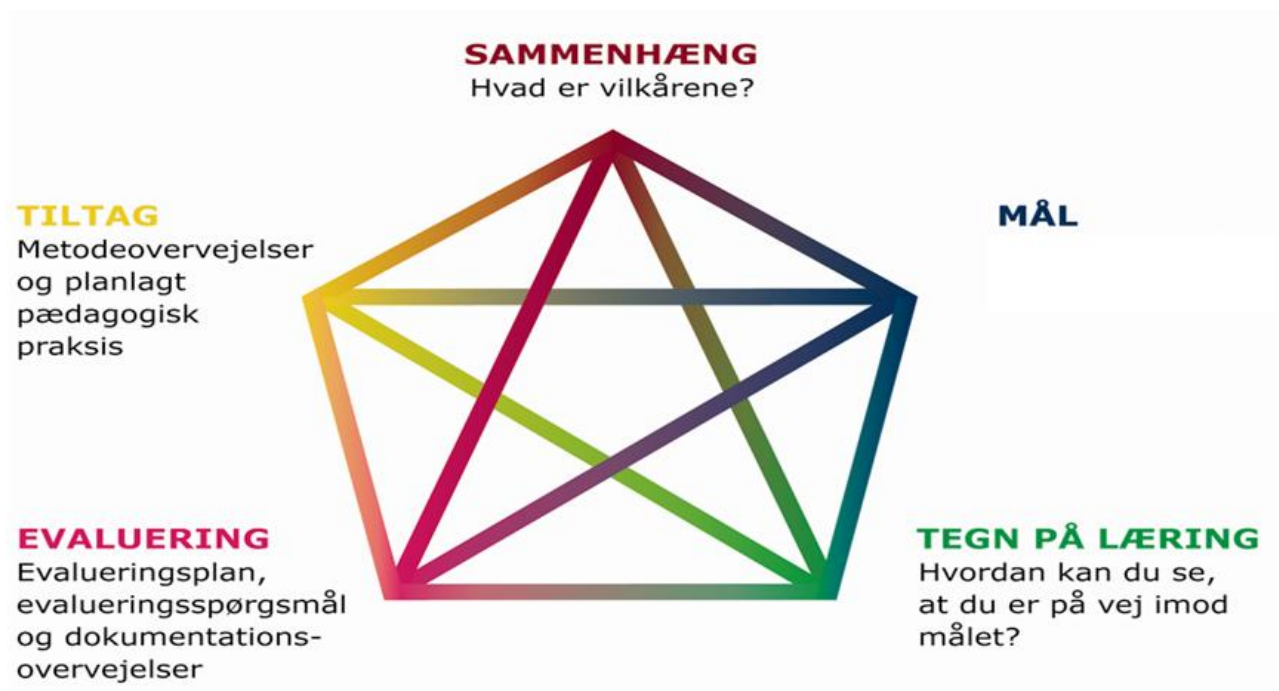 SAMMENHÆNG
Hvad er vilkårene?
TILTAG
Metodeovervejelser
og planlagt
pædagogisk
praksis
MÅL
EVALUERING
Evalueringsplan,
evalueringsspørgsmål
og dokumentations-
overvejelser
TEGN PÅ LÆRING
Hvordan kan du se,
at du er på vej imod
målet?